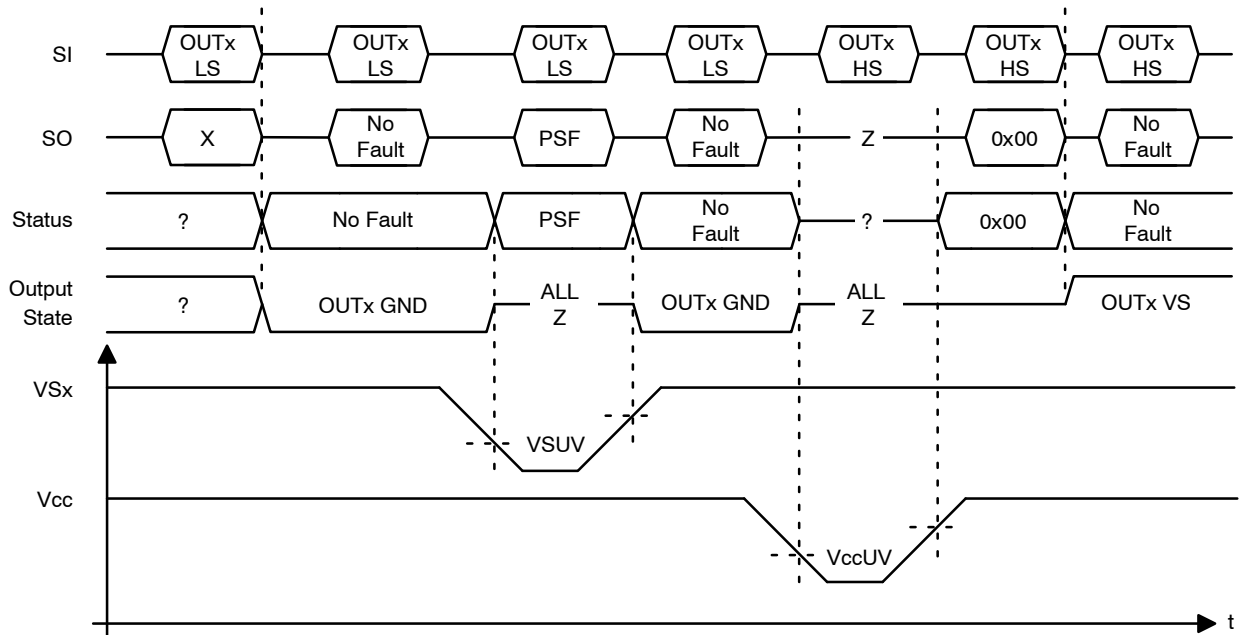 SI
OUTx
LS
OUTx
LS
OUTx
LS
OUTx
LS
OUTx
HS
OUTx
HS
OUTx
HS
SO
X
No
Fault
PSF
No
Fault
Z
0x00
No
Fault
Status
?
No Fault
PSF
No
Fault
?
0x00
No
Fault
Output
State
?
OUTx GND
ALL
Z
OUTx GND
ALL
Z
OUTx VS
VSx
VSUV
Vcc
VccUV
t